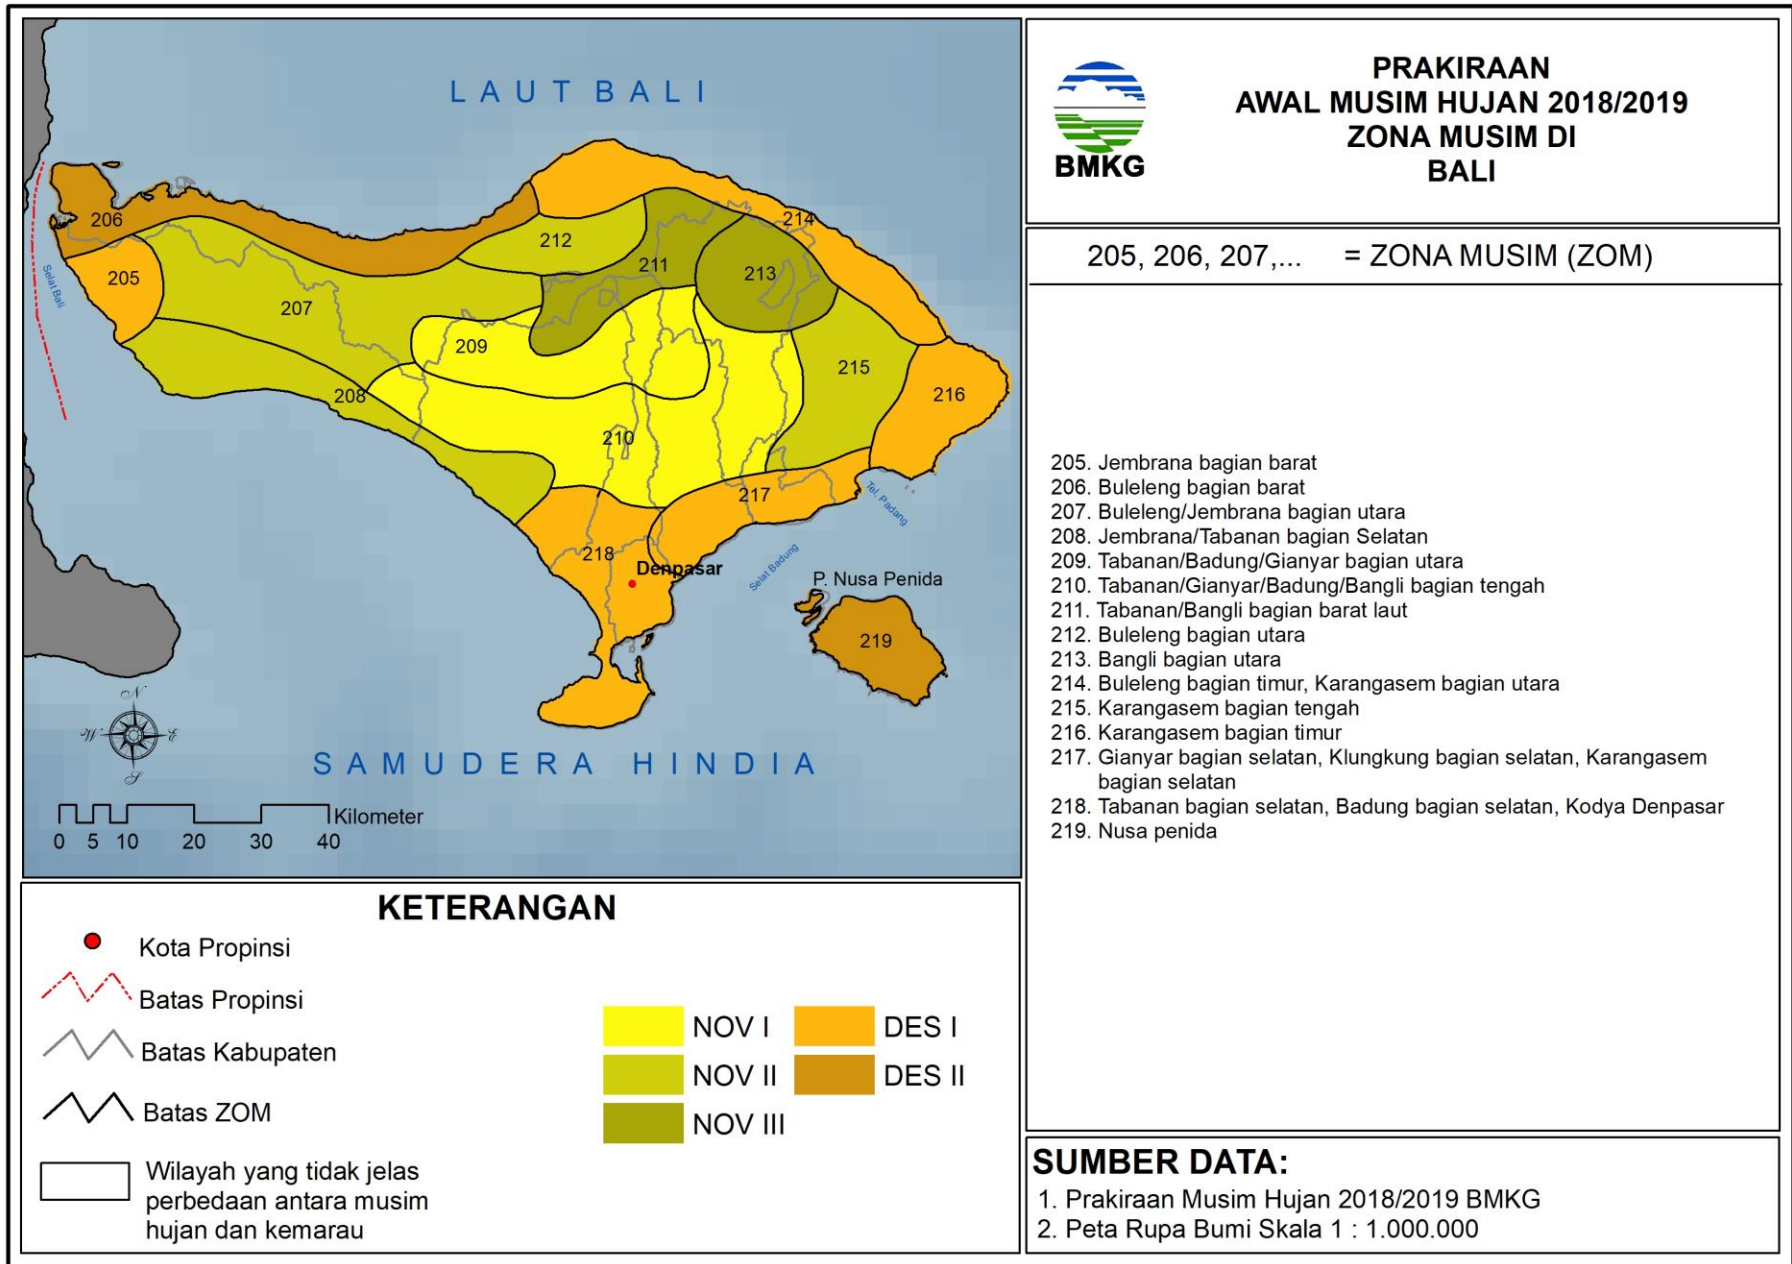 LAUT BALI
206
205
207
212
211
213
214
209
208
215
216
210
217
218
Denpasar
P. Nusa Penida
219
Selat Bali
Tel. Padang
Selat Badung
SAMUDERA HINDIA
N
W
E
S
Kilometer
0 5 10 20 30 40
BMKG
PRAKIRAAN
AWAL MUSIM HUJAN 2018/2019
ZONA MUSIM DI
BALI
205, 206, 207,... = ZONA MUSIM (ZOM)
205. Jembrana bagian barat
206. Buleleng bagian barat
207. Buleleng/Jembrana bagian utara
208. Jembrana/Tabanan bagian Selatan
209. Tabanan/Badung/Gianyar bagian utara
210. Tabanan/Gianyar/Badung/Bangli bagian tengah
211. Tabanan/Bangli bagian barat laut
212. Buleleng bagian utara
213. Bangli bagian utara
214. Buleleng bagian timur, Karangasem bagian utara
215. Karangasem bagian tengah
216. Karangasem bagian timur
217. Gianyar bagian selatan, Klungkung bagian selatan, Karangasem
bagian selatan
218. Tabanan bagian selatan, Badung bagian selatan, Kodya Denpasar
219. Nusa penida
KETERANGAN
Kota Propinsi
Batas Propinsi
Batas Kabupaten
Batas ZOM
Wilayah yang tidak jelas
perbedaan antara musim
hujan dan kemarau
NOV I DES I
NOV II DES II
NOV III
SUMBER DATA:
1. Prakiraan Musim Hujan 2018/2019 BMKG
2. Peta Rupa Bumi Skala 1 : 1.000.000